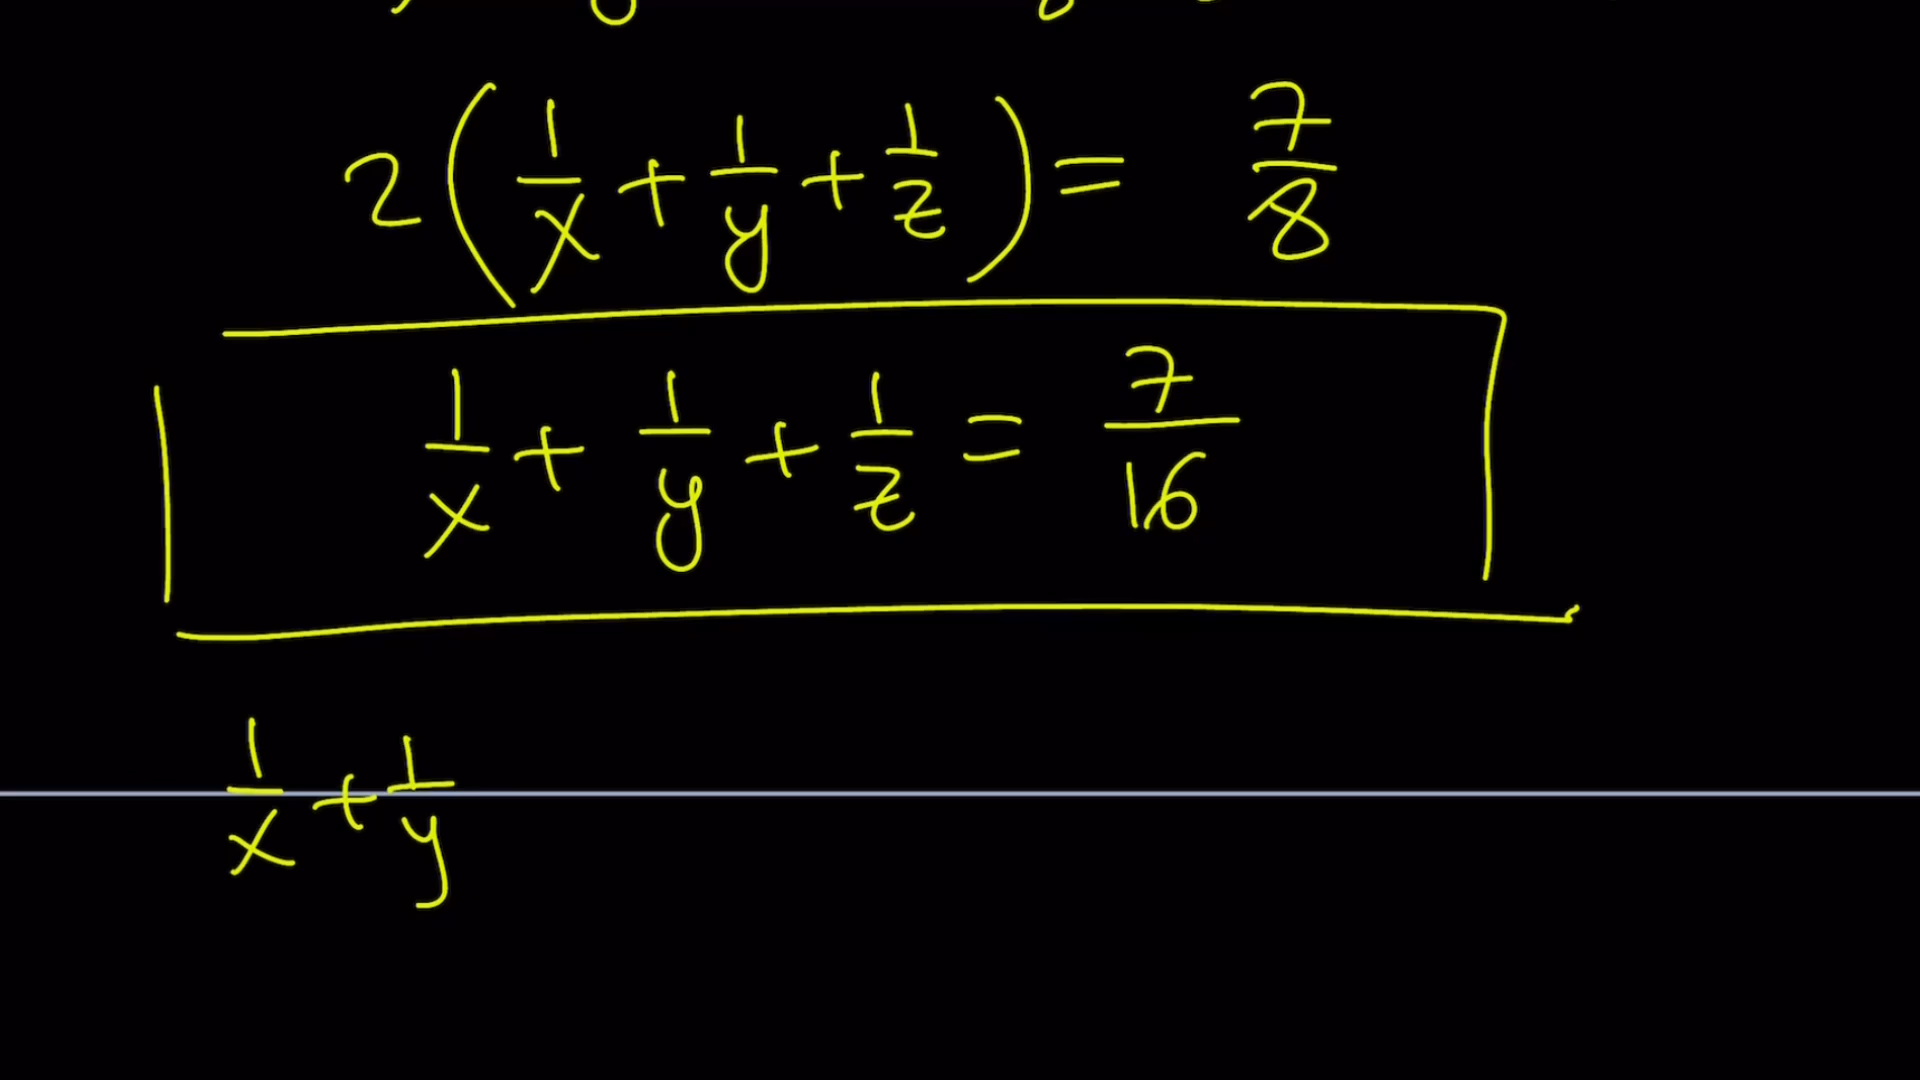 2(1/x + 1/y + 1/z) = 7/8
1/x + 1/y + 1/z = 7/16
1/x + 1/y